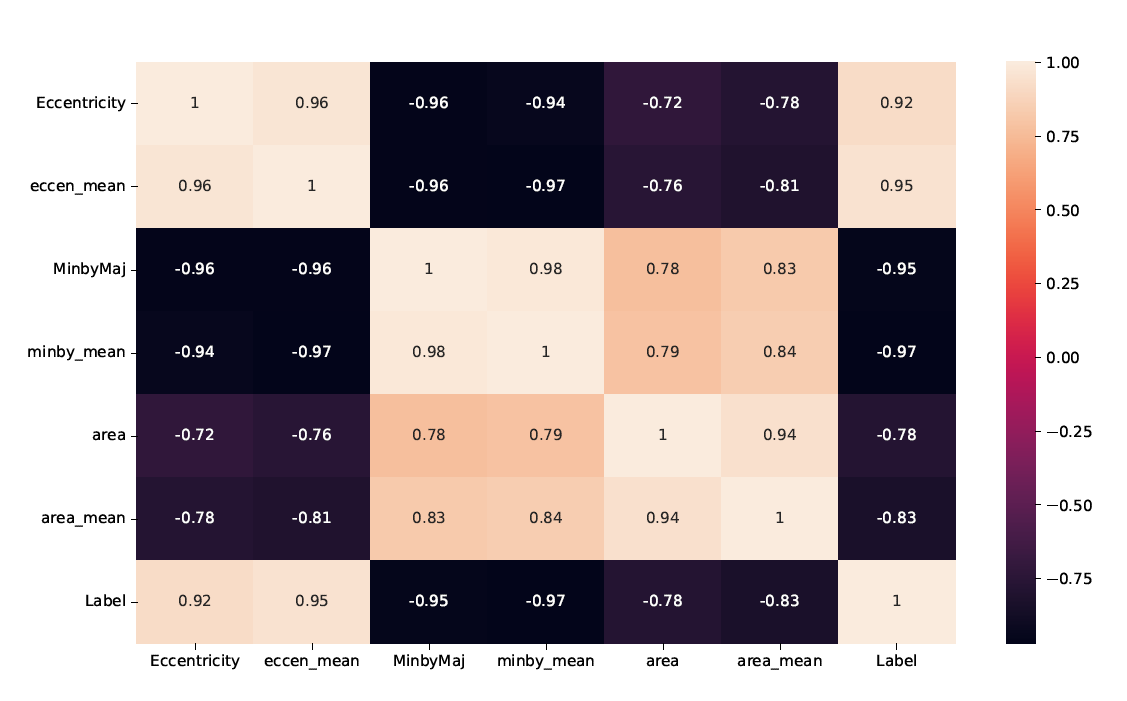 1.00
Eccentricity 1 0.96 -0.96 -0.94 -0.72 -0.78 0.92
0.75
eccen_mean 0.96 1 -0.96 -0.97 -0.76 -0.81 0.95
0.50
MinbyMaj -0.96 -0.96 1 0.98 0.78 0.83 -0.95
0.25
minby_mean -0.94 -0.97 0.98 1 0.79 0.84 -0.97
0.00
area -0.72 -0.76 0.78 0.79 1 0.94 -0.78
−0.25
area_mean -0.78 -0.81 0.83 0.84 0.94 1 -0.83
−0.50
−0.75
Label 0.92 0.95 -0.95 -0.97 -0.78 -0.83 1
Eccentricity eccen_mean MinbyMaj minby_mean area area_mean Label